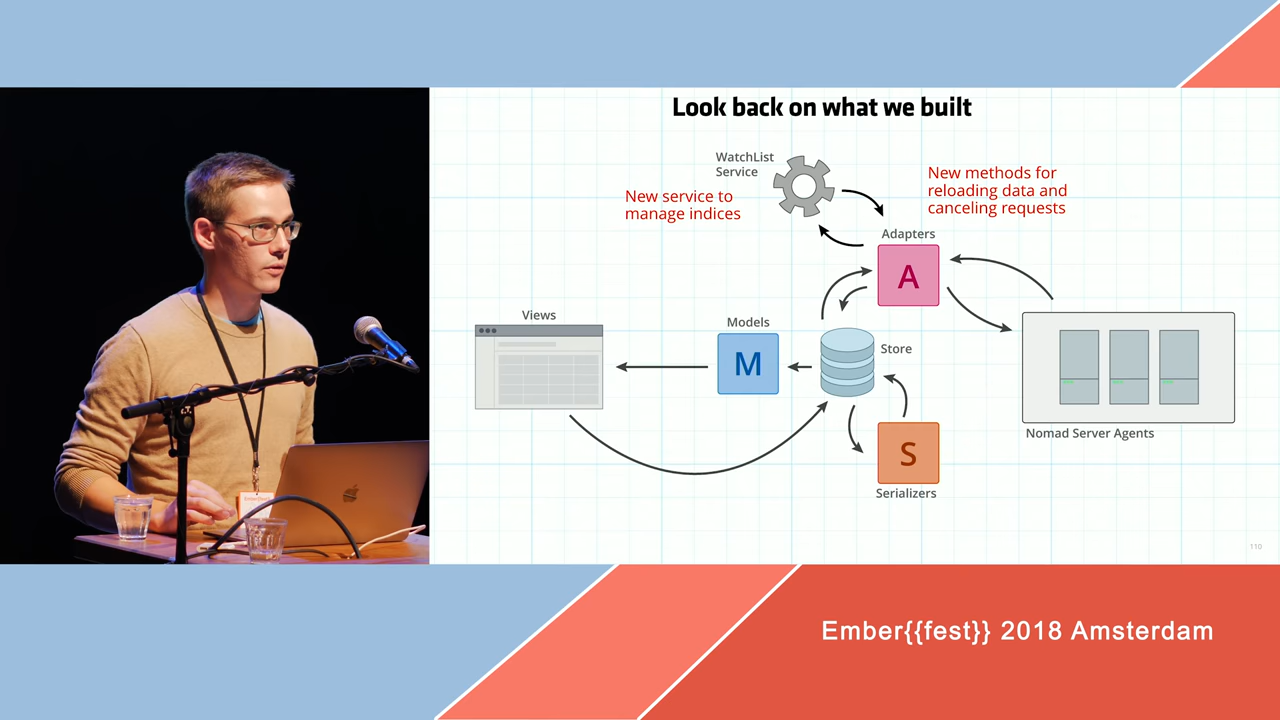 Look back on what we built
WatchList
Service
New service to
manage indices
New methods for
reloading data and
canceling requests
Adapters
A
Views
Models
M
Store
S
Serializers
Nomad Server Agents
110
Ember{{fest}} 2018 Amsterdam